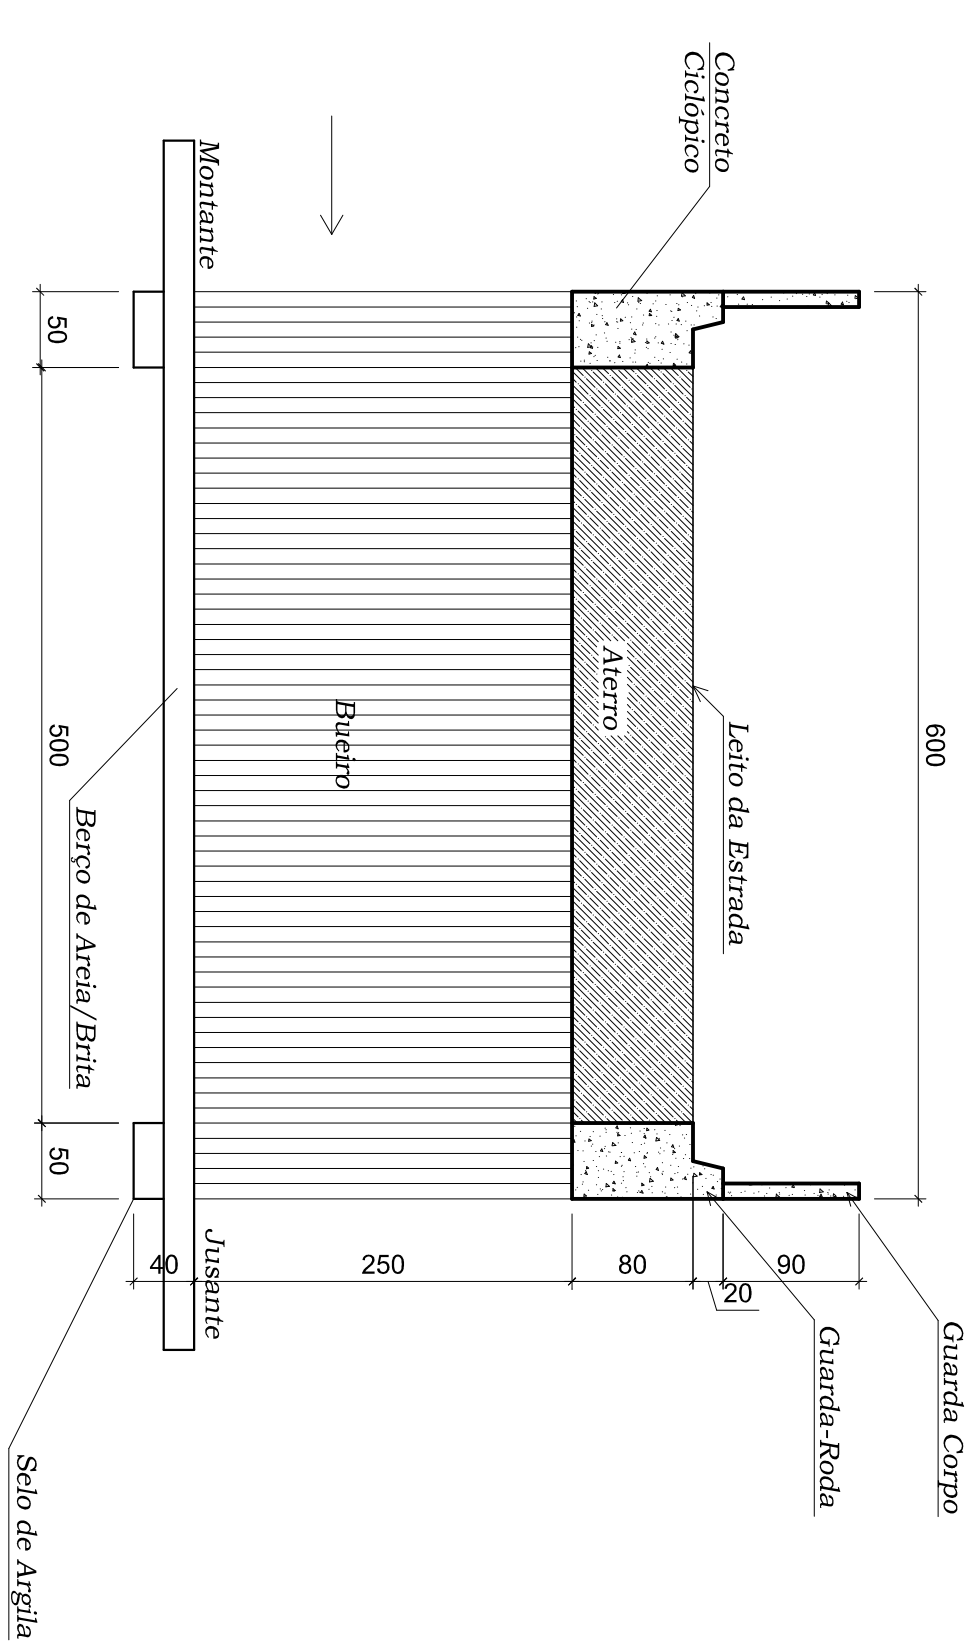 600
Concreto
Ciclópico
Leito da Estrada
Guarda Corpo
Guarda-Roda
90
20
80
250
40
Aterro
Bueiro
Montante
Jusante
Berço de Areia/Brita
Selo de Argila
50
500
50